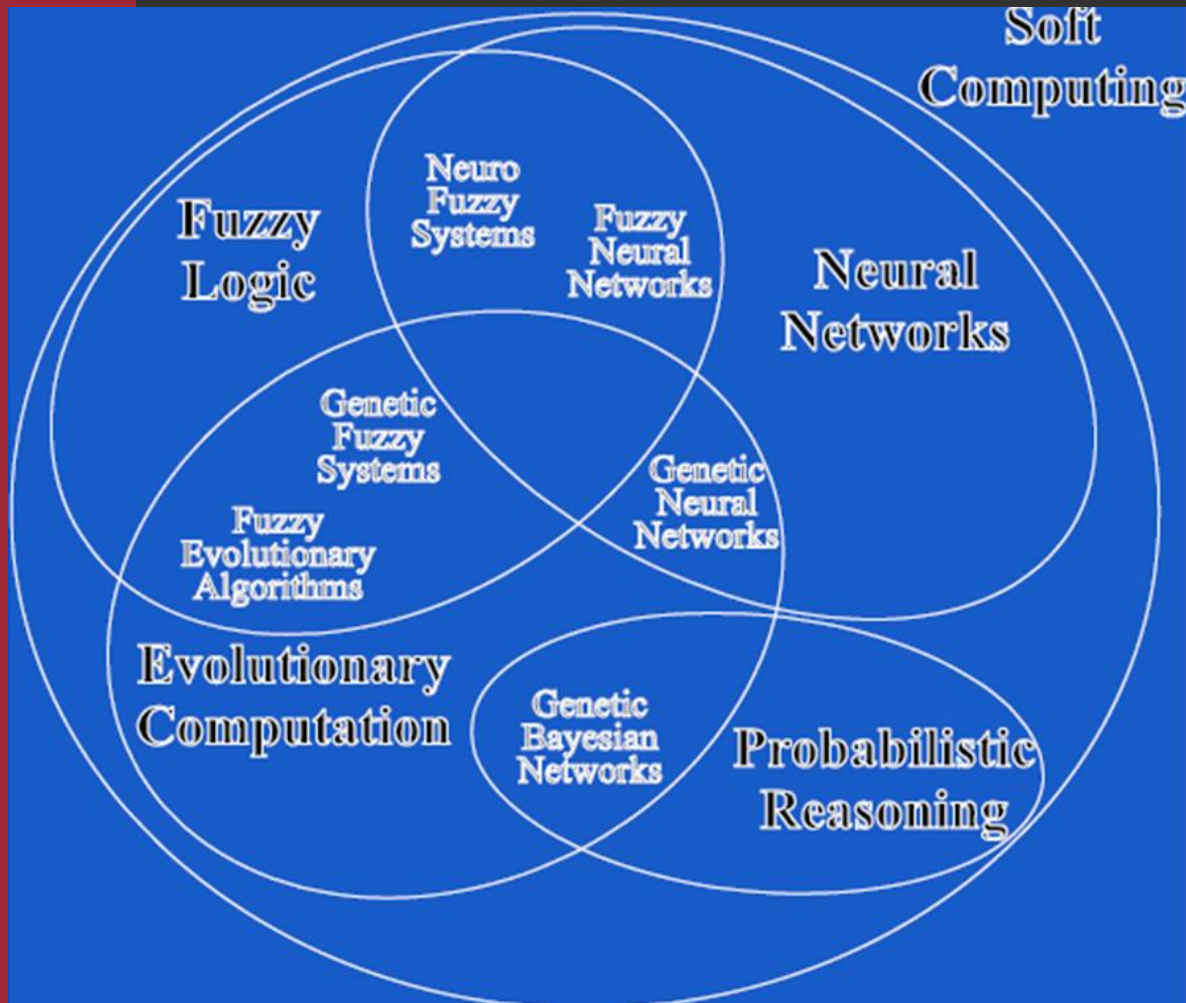 Soft
Computing
Neuro
Fuzzy
Systems
Fuzzy
Logic
Fuzzy
Neural
Networks
Neural
Networks
Genetic
Fuzzy
Systems
Genetic
Neural
Networks
Fuzzy
Evolutionary
Algorithms
Evolutionary
Computation
Genetic
Bayesian
Networks
Probabilistic
Reasoning